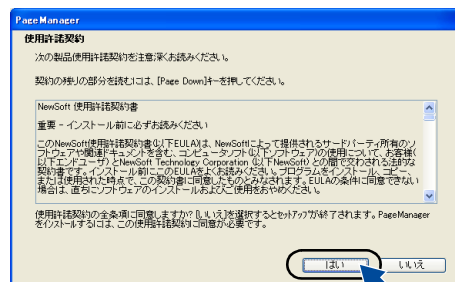 PageManager
使用許諾契約
次の製品使用許諾契約を注意深くお読みください。
契約の残りの部分を読むには、[Page Down]キーを押してください。
NewSoft 使用許諾契約書
重要 - インストール前に必ずお読みください
このNewSoft使用許諾契約書(以下EULA)は、NewSoftによって提供されるサードパーティ所有のソ
フトウェアや関連ドキュメントを含む、コンピュータソフト(以下ソフトウェア)の使用について、お客様(
以下エンドユーザ)とNewSoft Technology Corporation (以下NewSoft)との間で交わされる法的な
契約書です。インストール前にこのEULAをよくお読みください。プログラムをインストール、コピー、
または使用された時点で、この契約書に同意したものとみなされます。EULAの条件に同意できない
場合は、直ちにソフトウェアのインストールおよびご使用をおやめください。
使用許諾契約の全条項に同意しますか? [いいえ]を選択するとセットアップが終了されます。PageManager
をインストールするには、この使用許諾契約に同意が必要です。
はい
いいえ